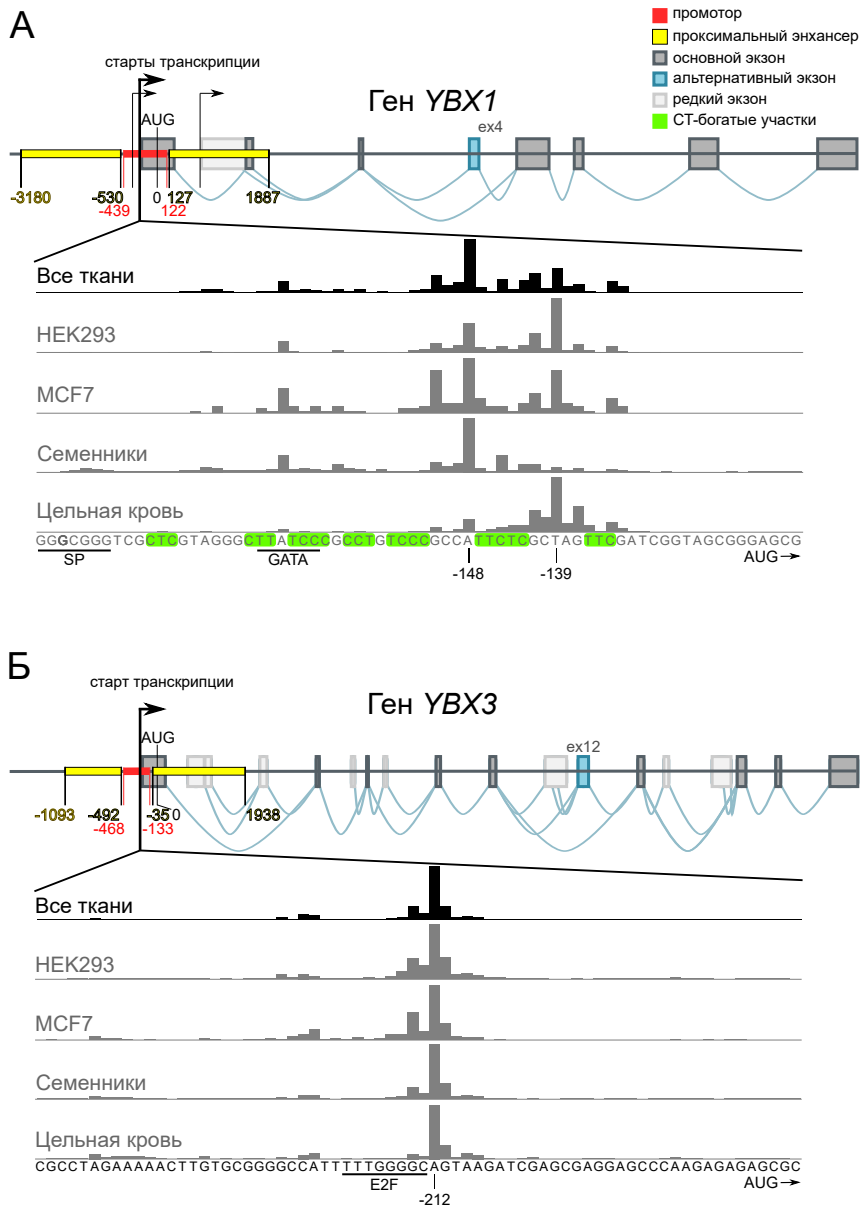 А
промотор
проксимальный энхансер
основной экзон
альтернативный экзон
редкий экзон
СТ-богатые участки
старты транскрипции
Ген YBX1
AUG
ex4
-3180
-530
0
127
1887
-439
122
Все ткани
HEK293
MCF7
Семенники
Цельная кровь
GGGCGGGTCGCTCGTAGGGCTTATCCCGCCTGTCCCGCCATTCTCGCTAGTTCGATCGGTAGCGGGAGCG
SP
GATA
-148
-139
AUG
Б
старт транскрипции
Ген YBX3
AUG
ex12
-1093
-492
-35
0
1938
-468
-133
Все ткани
HEK293
MCF7
Семенники
Цельная кровь
CGCCTAGAAAAACTTGTGCGGGGCCATTTTTTGGGGCAGTAAGATCGAGCGAGGAGCCCAAGAGAGAGCGC
E2F
-212
AUG